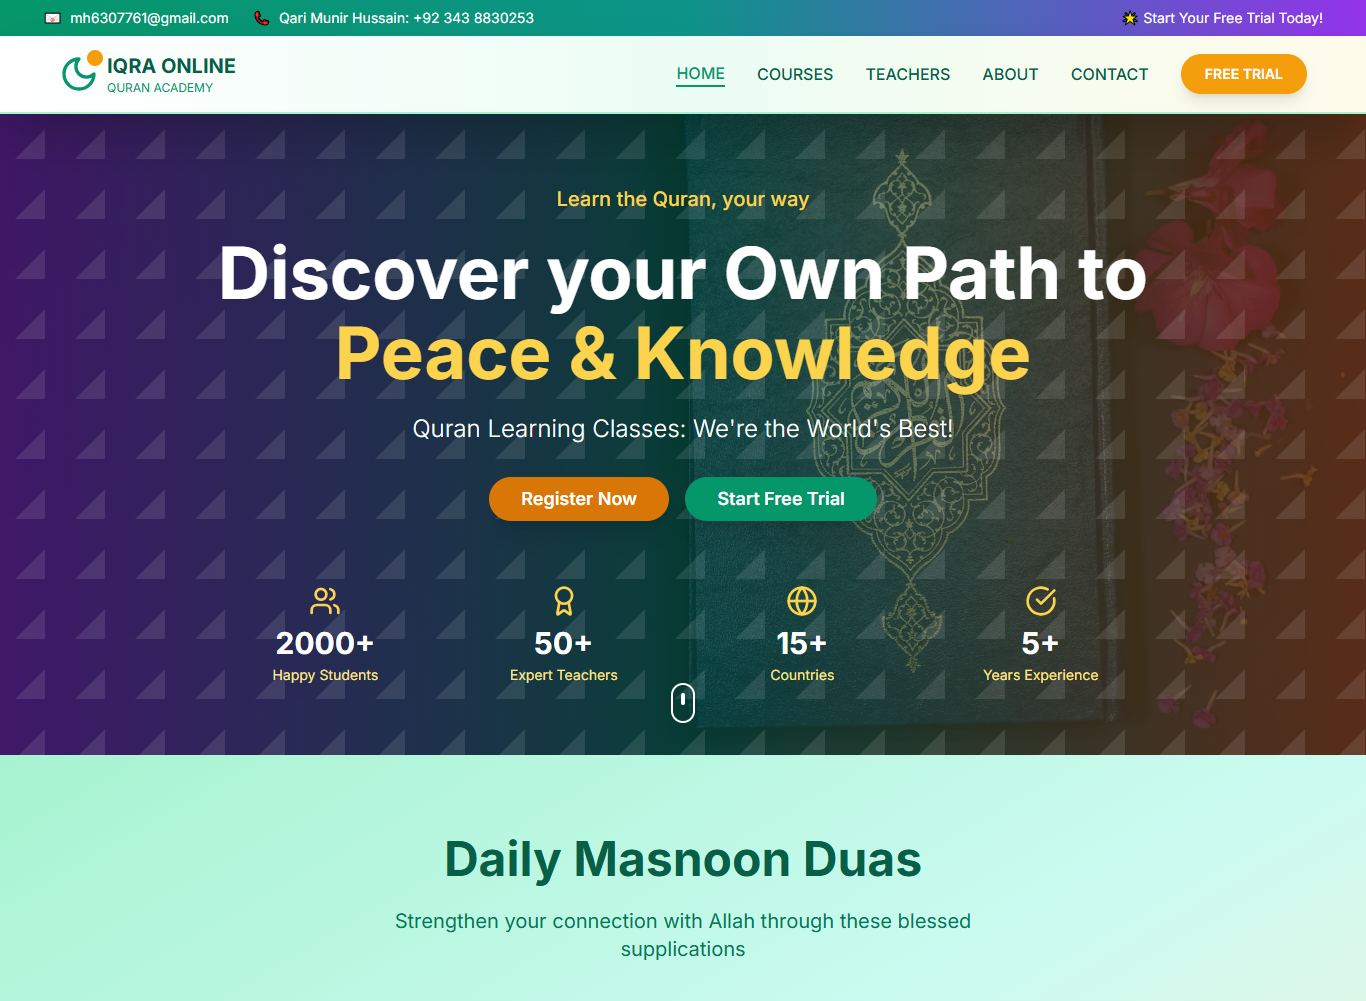 mh6307761@gmail.com
Qari Munir Hussain: +92 343 8830253
Start Your Free Trial Today!
IQRA ONLINE
QURAN ACADEMY
HOME
COURSES
TEACHERS
ABOUT
CONTACT
FREE TRIAL
Learn the Quran, your way
Discover your Own Path to
Peace & Knowledge
Quran Learning Classes: We're the World's Best!
Register Now
Start Free Trial
2000+
Happy Students
50+
Expert Teachers
15+
Countries
5+
Years Experience
Daily Masnoon Duas
Strengthen your connection with Allah through these blessed
supplications